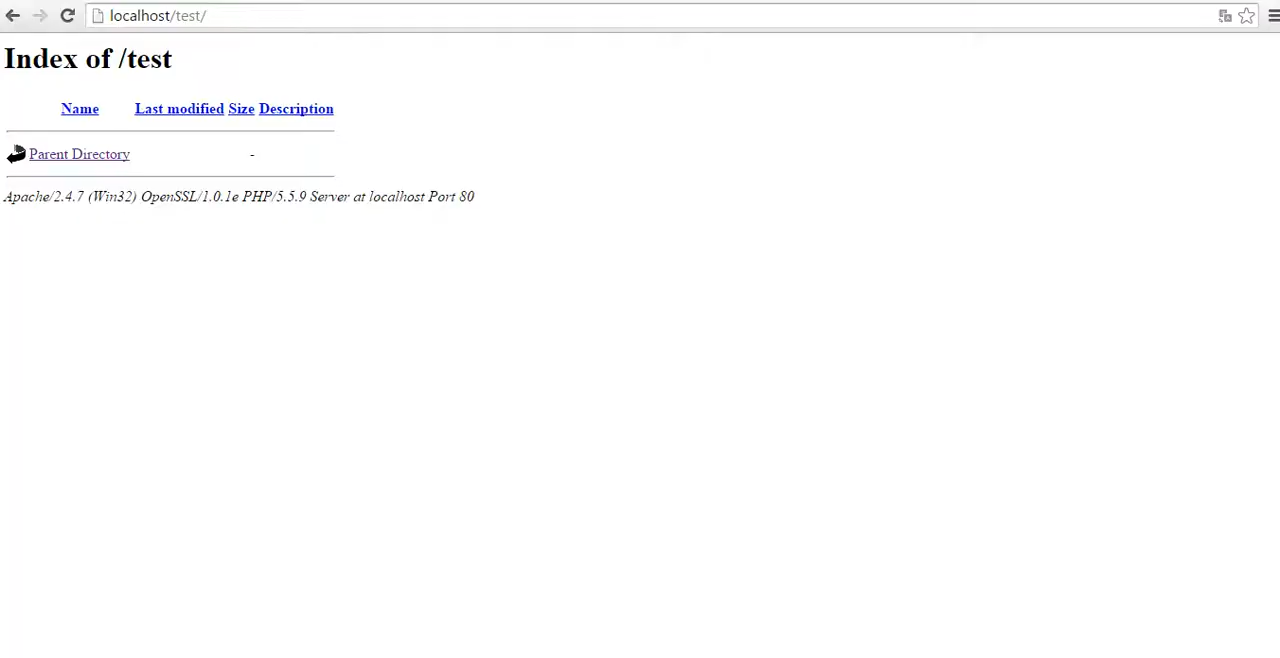 localhost/test/
Index of /test
Name Last modified Size Description
Parent Directory -
Apache/2.4.7 (Win32) OpenSSL/1.0.1e PHP/5.5.9 Server at localhost Port 80